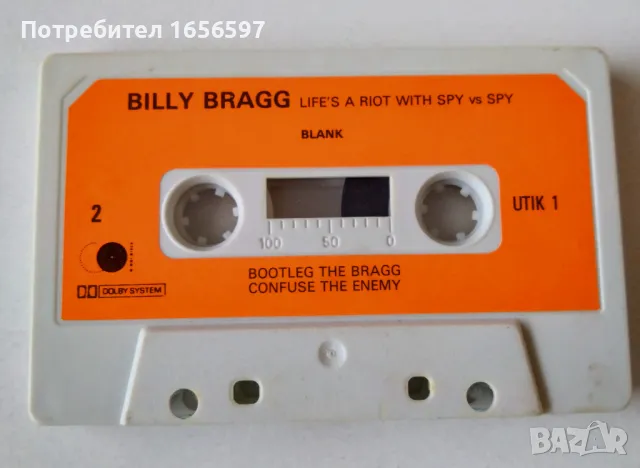 Потребител 1656597
BILLY BRAGG LIFE'S A RIOT WITH SPY vs SPY
BLANK
2
UTIK 1
100 50 0
BOOTLEG THE BRAGG
CONFUSE THE ENEMY
DOLBY SYSTEM
BAZAR